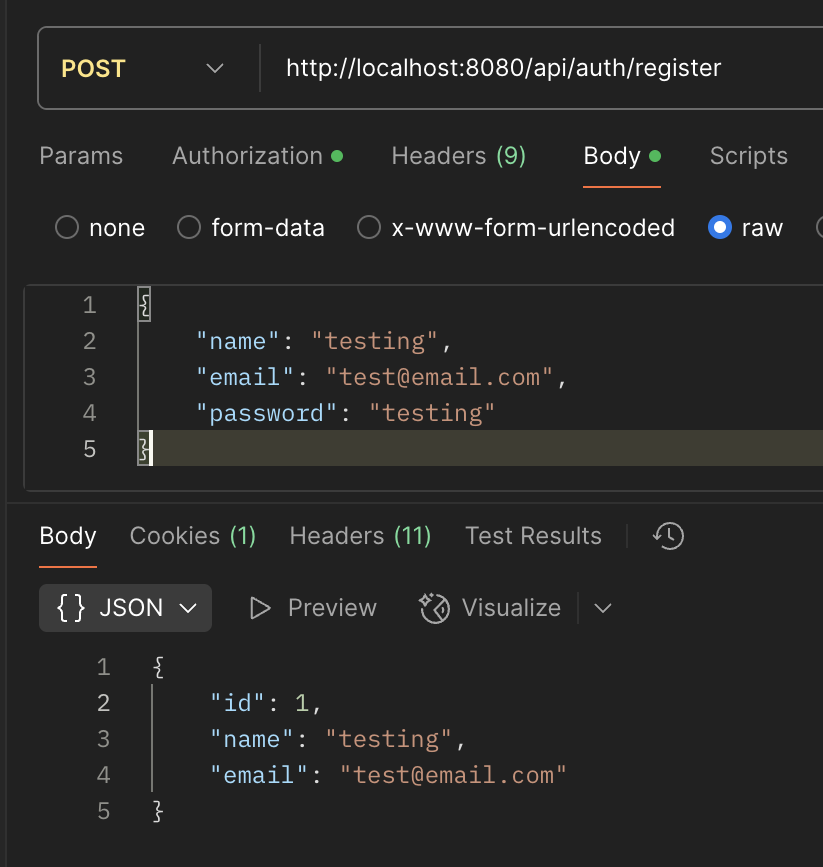 POST http://localhost:8080/api/auth/register
Params Authorization Headers (9) Body Scripts
none form-data x-www-form-urlencoded raw
1 {
2 "name": "testing",
3 "email": "test@email.com",
4 "password": "testing"
5 }
Body Cookies (1) Headers (11) Test Results
{ } JSON Preview Visualize
1 {
2 "id": 1,
3 "name": "testing",
4 "email": "test@email.com"
5 }